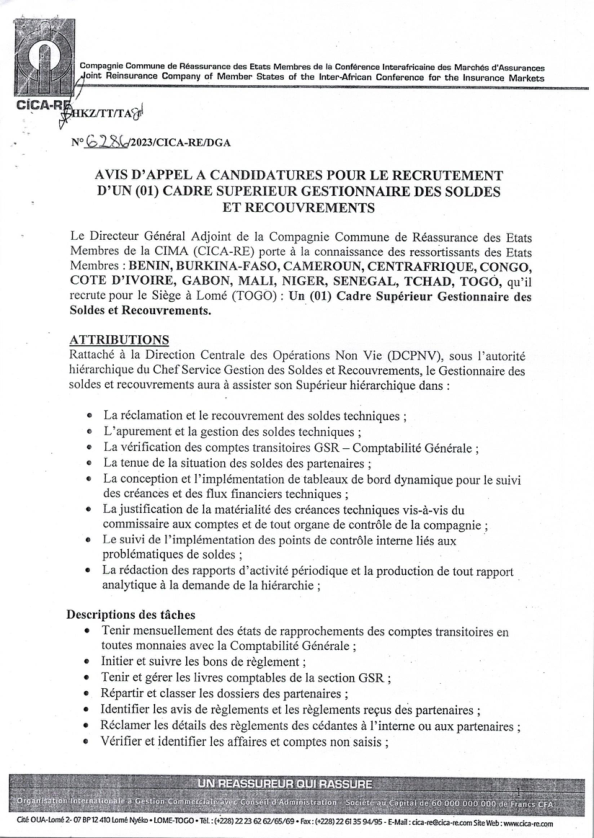 Compagnie Commune de Réassurance des Etats Membres de la Conférence Interafricaine des Marchés d'Assurances
Joint Reinsurance Company of Member States of the Inter-African Conference for the Insurance Markets
CICA-RE
HKZ/TT/TA
N° 6286/2023/CICA-RE/DGA
AVIS D'APPEL A CANDIDATURES POUR LE RECRUTEMENT
D'UN (01) CADRE SUPERIEUR GESTIONNAIRE DES SOLDES
ET RECOUVREMENTS
Le Directeur Général Adjoint de la Compagnie Commune de Réassurance des Etats
Membres de la CIMA (CICA-RE) porte à la connaissance des ressortissants des Etats
Membres : BENIN, BURKINA-FASO, CAMEROUN, CENTRAFRIQUE, CONGO,
COTE D'IVOIRE, GABON, MALI, NIGER, SENEGAL, TCHAD, TOGO, qu'il
recrute pour le Siège à Lomé (TOGO) : Un (01) Cadre Supérieur Gestionnaire des
Soldes et Recouvrements.
ATTRIBUTIONS
Rattaché à la Direction Centrale des Opérations Non Vie (DCPNV), sous l'autorité
hiérarchique du Chef Service Gestion des Soldes et Recouvrements, le Gestionnaire des
soldes et recouvrements aura à assister son Supérieur hiérarchique dans :
• La réclamation et le recouvrement des soldes techniques ;
• L'apurement et la gestion des soldes techniques ;
• La vérification des comptes transitoires GSR – Comptabilité Générale ;
• La tenue de la situation des soldes des partenaires ;
• La conception et l'implémentation de tableaux de bord dynamique pour le suivi
des créances et des flux financiers techniques ;
• La justification de la matérialité des créances techniques vis-à-vis du
commissaire aux comptes et de tout organe de contrôle de la compagnie ;
• Le suivi de l'implémentation des points de contrôle interne liés aux
problématiques de soldes ;
• La rédaction des rapports d'activité périodique et la production de tout rapport
analytique à la demande de la hiérarchie ;
Descriptions des tâches
• Tenir mensuellement des états de rapprochements des comptes transitoires en
toutes monnaies avec la Comptabilité Générale ;
• Initier et suivre les bons de règlement ;
• Tenir et gérer les livres comptables de la section GSR ;
• Répartir et classer les dossiers des partenaires ;
• Identifier les avis de règlements et les règlements reçus des partenaires ;
• Réclamer les détails des règlements des cédantes à l'interne ou aux partenaires ;
• Vérifier et identifier les affaires et comptes non saisis ;
UN REASSUREUR QUI RASSURE
Organisation Internationale à Gestion Commerciale avec Conseil d'Administration - Société au Capital de 60 000 000 000 de Francs CFA
Cité OUA-Lomé 2- 07 BP 12 410 Lomé Nyéko • LOME-TOGO • Tél : (+228) 22 23 62 62/65/69 • Fax : (+228) 22 61 35 94/95 - E-Mail : cica-re@cica-re.com Site Web : www.cica-re.com